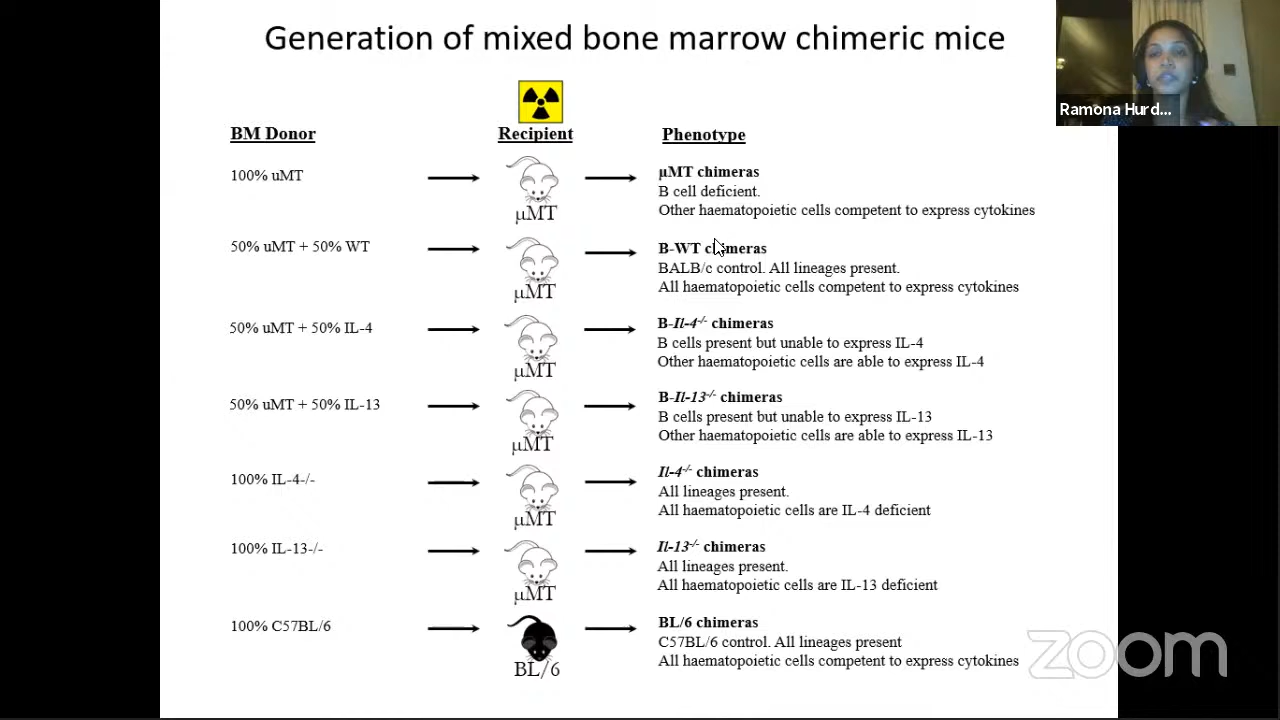 Generation of mixed bone marrow chimeric mice
Ramona Hurd...
BM Donor
Recipient
Phenotype
100% uMT
μMT
μMT chimeras
B cell deficient.
Other haematopoietic cells competent to express cytokines
50% uMT + 50% WT
μMT
B-WT chimeras
BALB/c control. All lineages present.
All haematopoietic cells competent to express cytokines
50% uMT + 50% IL-4
μMT
B-Il-4-/- chimeras
B cells present but unable to express IL-4
Other haematopoietic cells are able to express IL-4
50% uMT + 50% IL-13
μMT
B-Il-13-/- chimeras
B cells present but unable to express IL-13
Other haematopoietic cells are able to express IL-13
100% IL-4-/-
μMT
Il-4-/- chimeras
All lineages present.
All haematopoietic cells are IL-4 deficient
100% IL-13-/-
μMT
Il-13-/- chimeras
All lineages present.
All haematopoietic cells are IL-13 deficient
100% C57BL/6
BL/6
BL/6 chimeras
C57BL/6 control. All lineages present
All haematopoietic cells competent to express cytokines
zoom